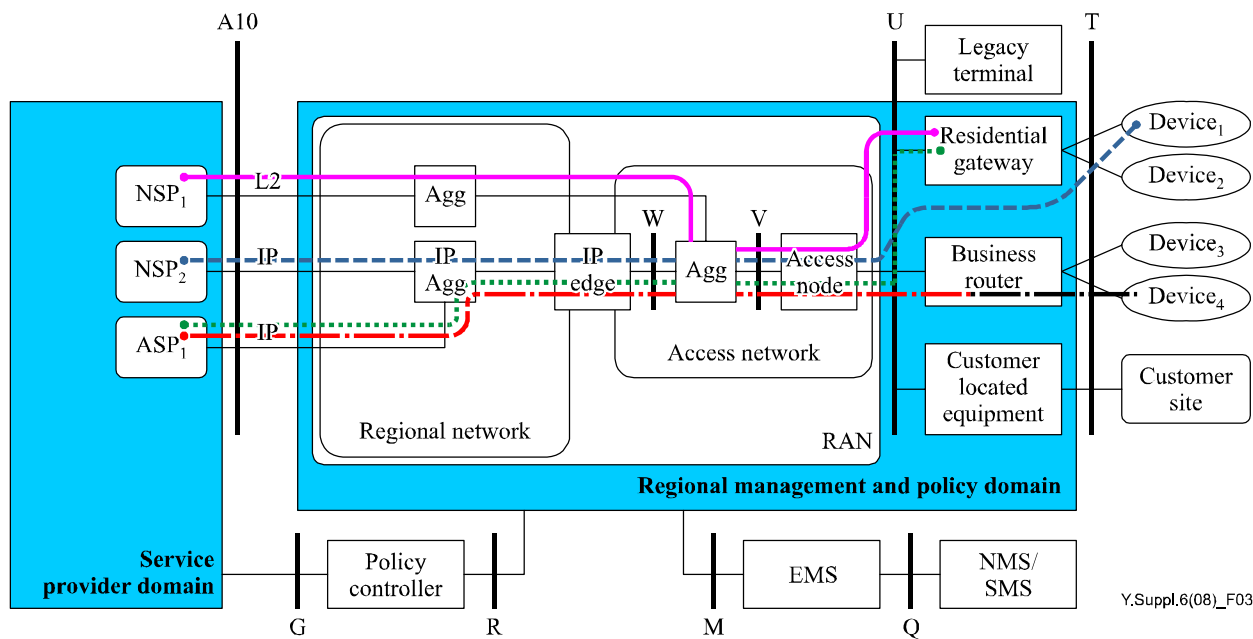 A10
U
T
Legacy
terminal
NSP₁
L2
Agg
Residential
gateway
Device₁
Device₂
NSP₂
IP
IP
Agg
IP
edge
W
Agg
V
Access
node
Business
router
Device₃
Device₄
ASP₁
IP
Access network
Regional network
RAN
Customer
located
equipment
Customer
site
Regional management and policy domain
Service
provider domain
Policy
controller
EMS
NMS/
SMS
G
R
M
Q
Y.Suppl.6(08)_F03